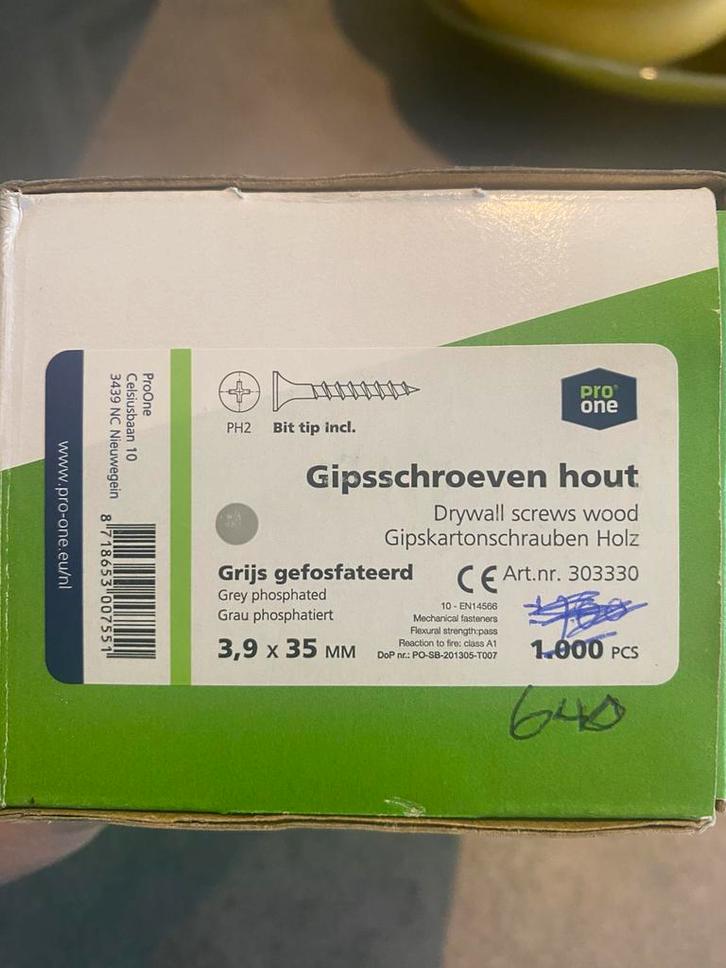 PH2
Bit tip incl.
pro®
one
Gipsschroeven hout
Drywall screws wood
Gipskartonschrauben Holz
Grijs gefosfateerd
Grey phosphated
Grau phosphatiert
3,9 x 35 MM
CE Art.nr. 303330
10 - EN14566
Mechanical fasteners
Flexural strength:pass
Reaction to fire: class A1
DoP nr.: PO-SB-201305-T007
1.000 PCS
640
ProOne
Celsiusbaan 10
3439 NC Nieuwegein
8 718653 007551
www.pro-one.eu/nl